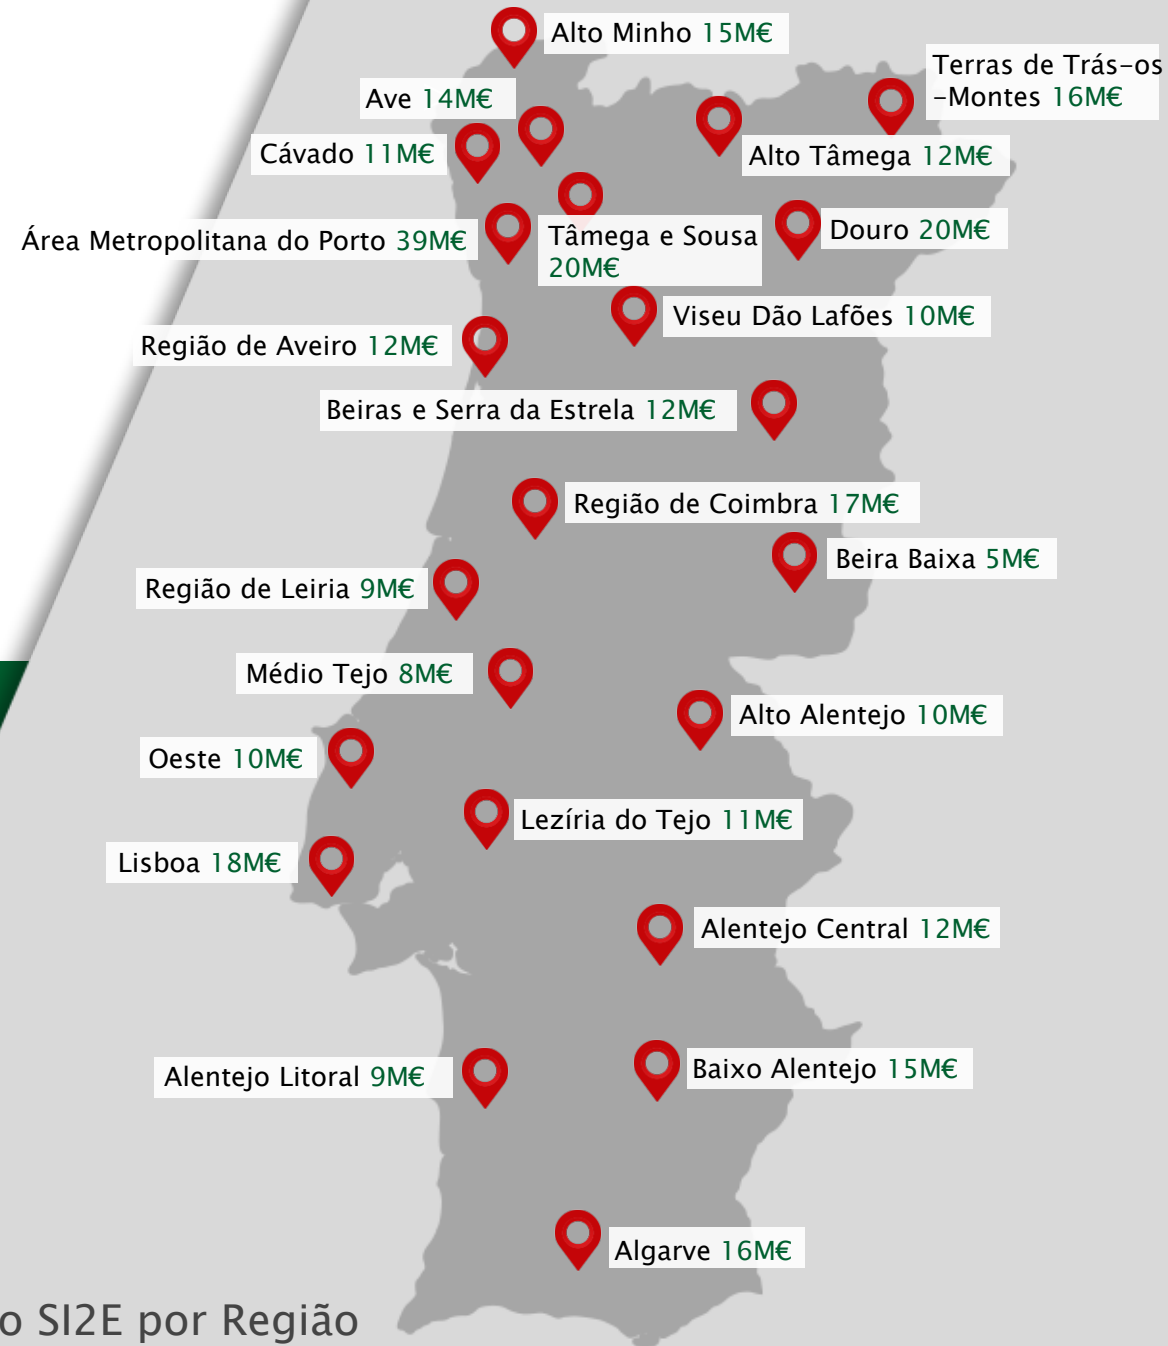 Alto Minho 15M€
Terras de Trás-os
-Montes 16M€
Ave 14M€
Cávado 11M€
Alto Tâmega 12M€
Área Metropolitana do Porto 39M€
Tâmega e Sousa
20M€
Douro 20M€
Viseu Dão Lafões 10M€
Região de Aveiro 12M€
Beiras e Serra da Estrela 12M€
Região de Coimbra 17M€
Beira Baixa 5M€
Região de Leiria 9M€
Médio Tejo 8M€
Alto Alentejo 10M€
Oeste 10M€
Lezíria do Tejo 11M€
Lisboa 18M€
Alentejo Central 12M€
Baixo Alentejo 15M€
Alentejo Litoral 9M€
Algarve 16M€
o SI2E por Região